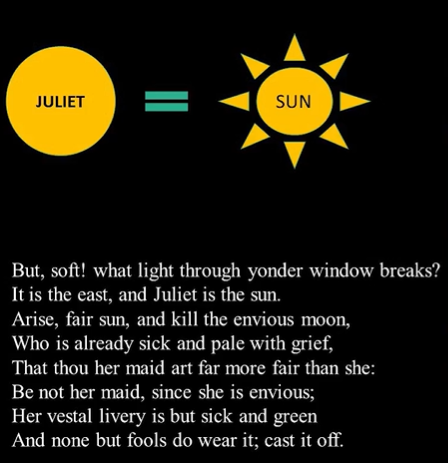 JULIET
SUN
But, soft! what light through yonder window breaks?
It is the east, and Juliet is the sun.
Arise, fair sun, and kill the envious moon,
Who is already sick and pale with grief,
That thou her maid art far more fair than she:
Be not her maid, since she is envious;
Her vestal livery is but sick and green
And none but fools do wear it; cast it off.